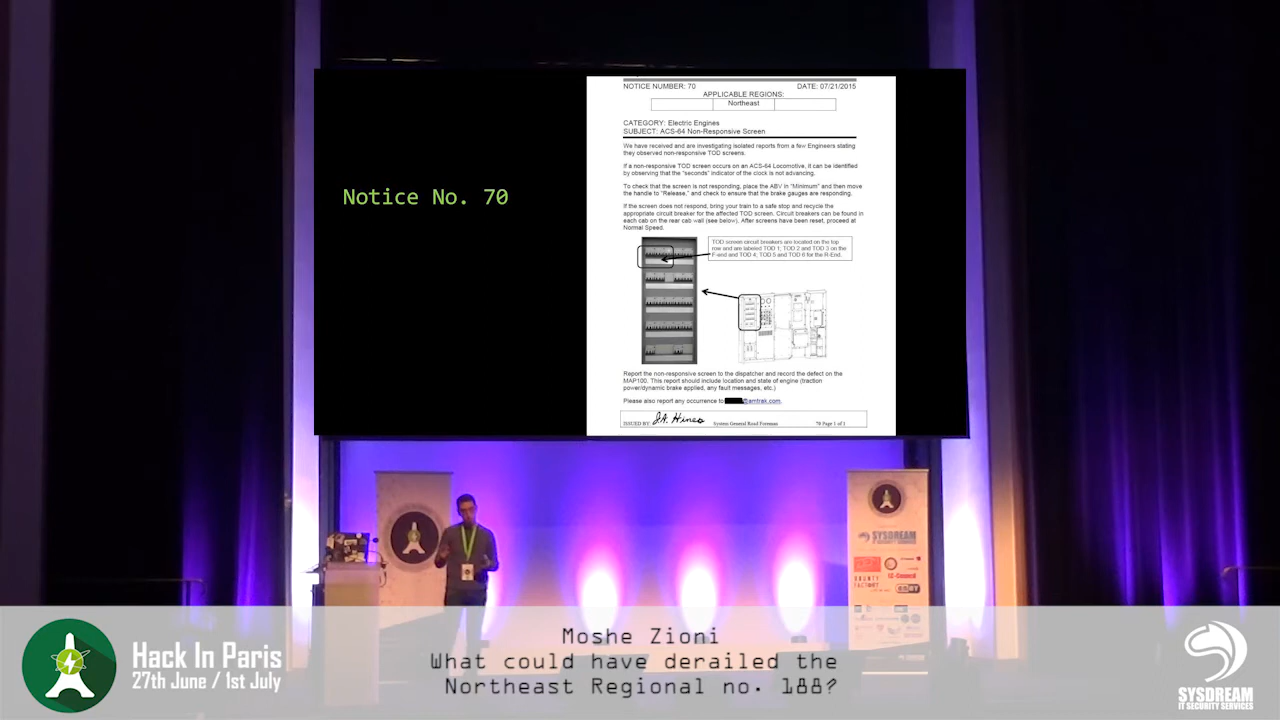 Notice No. 70
NOTICE NUMBER: 70 DATE: 07/21/2015
APPLICABLE REGIONS:
Northeast
CATEGORY: Electric Engines
SUBJECT: ACS-64 Non-Responsive Screen
We have received and are investigating isolated reports from a few Engineers stating
they observed non-responsive TOD screens.
If a non-responsive TOD screen occurs on an ACS-64 Locomotive, it can be identified
by observing that the "seconds" indicator of the clock is not advancing.
To check that the screen is not responding, place the ABV in "Minimum" and then move
the handle to "Release," and check to ensure that the brake gauges are responding.
If the screen does not respond, bring your train to a safe stop and recycle the
appropriate circuit breaker for the affected TOD screen. Circuit breakers can be found in
each cab on the rear cab wall (see below). After screens have been reset, proceed at
Normal Speed.
TOD screen circuit breakers are located on the top
row and are labeled TOD 1; TOD 2 and TOD 3 on the
F-end and TOD 4; TOD 5 and TOD 6 for the R-End.
Report the non-responsive screen to the dispatcher and record the defect on the
MAP100. This report should include location and state of engine (traction
power/dynamic brake applied, any fault messages, etc.)
Please also report any occurrence to @amtrak.com.
ISSUED BY: J.A. Hines System General Road Foreman 70 Page 1 of 1
SYSDREAM
IT SECURITY SERVICES
BOUNTY
FACTORY
eset
Hack In Paris
27th June / 1st July
Moshe Zioni
What could have derailed the
Northeast Regional no. 188?
SYSDREAM
IT SECURITY SERVICES